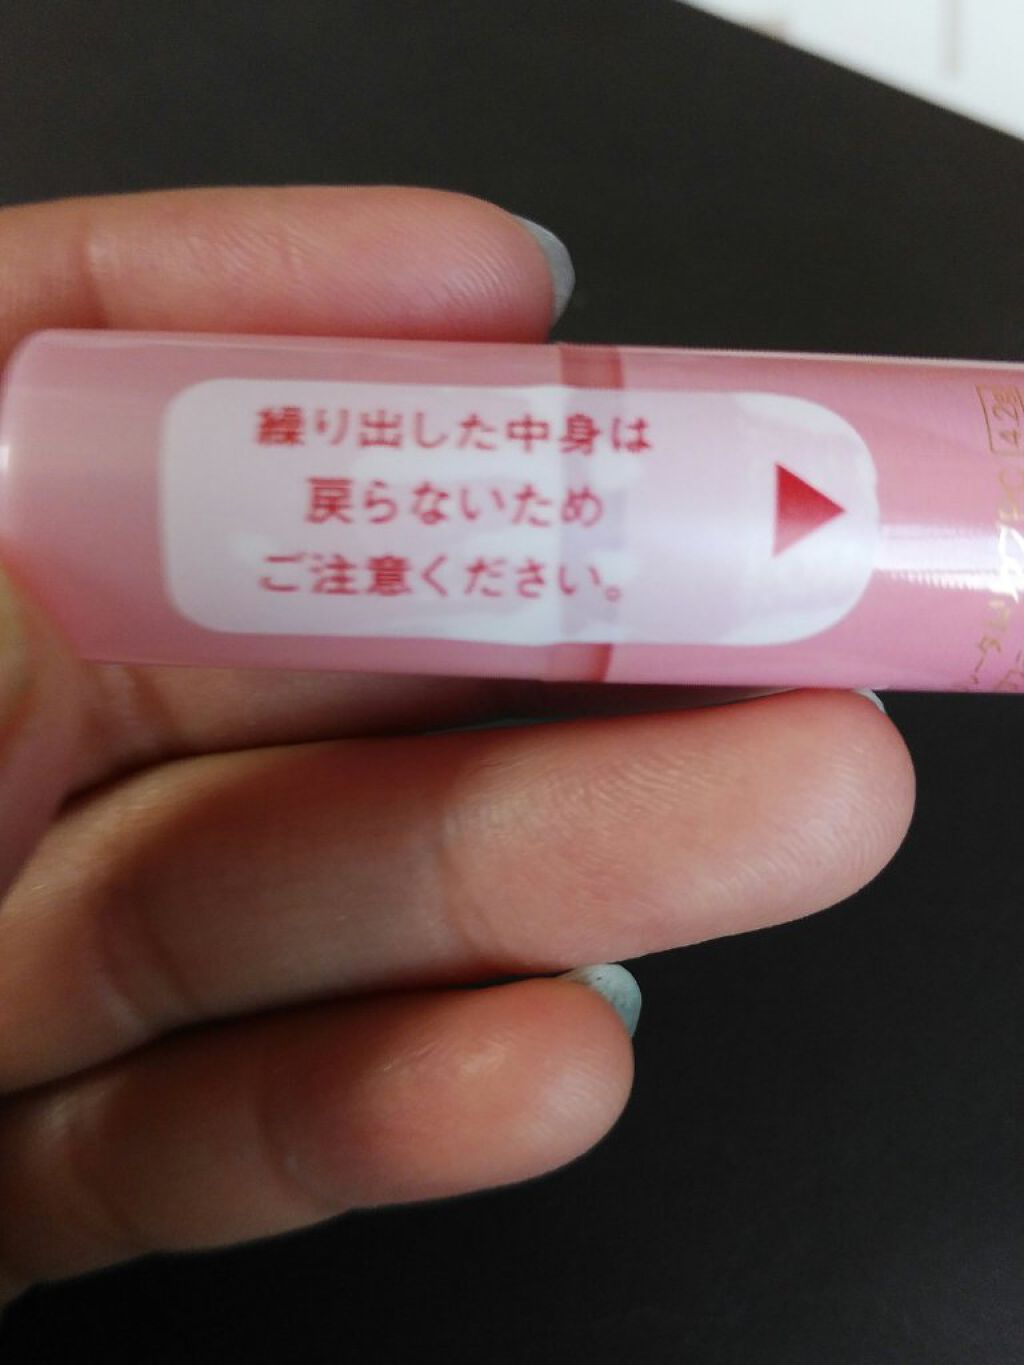 繰り出した中身は
戻らないため
ご注意ください。